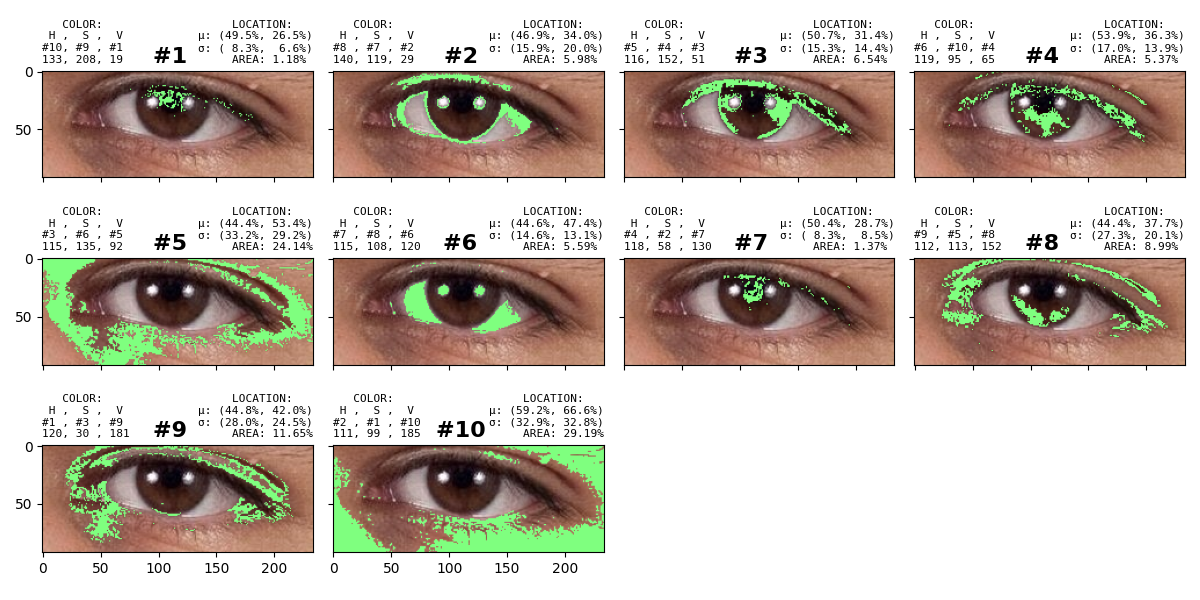 COLOR: LOCATION:
H , S , V μ: (49.5%, 26.5%)
#10, #9 , #1 σ: ( 8.3%, 6.6%)
133, 208, 19 #1 AREA: 1.18%
COLOR: LOCATION:
H , S , V μ: (46.9%, 34.0%)
#8 , #7 , #2 σ: (15.9%, 20.0%)
140, 119, 29 #2 AREA: 5.98%
COLOR: LOCATION:
H , S , V μ: (50.7%, 31.4%)
#5 , #4 , #3 σ: (15.3%, 14.4%)
116, 152, 51 #3 AREA: 6.54%
COLOR: LOCATION:
H , S , V μ: (53.9%, 36.3%)
#6 , #10, #4 σ: (17.0%, 13.9%)
119, 95 , 65 #4 AREA: 5.37%
0
50
COLOR: LOCATION:
H , S , V μ: (44.4%, 53.4%)
#3 , #6 , #5 σ: (33.2%, 29.2%)
115, 135, 92 #5 AREA: 24.14%
COLOR: LOCATION:
H , S , V μ: (44.6%, 47.4%)
#7 , #8 , #6 σ: (14.6%, 13.1%)
115, 108, 120 #6 AREA: 5.59%
COLOR: LOCATION:
H , S , V μ: (50.4%, 28.7%)
#4 , #2 , #7 σ: ( 8.3%, 8.5%)
118, 58 , 130 #7 AREA: 1.37%
COLOR: LOCATION:
H , S , V μ: (44.4%, 37.7%)
#9 , #5 , #8 σ: (27.3%, 20.1%)
112, 113, 152 #8 AREA: 8.99%
0
50
COLOR: LOCATION:
H , S , V μ: (44.8%, 42.0%)
#1 , #3 , #9 σ: (28.0%, 24.5%)
120, 30 , 181 #9 AREA: 11.65%
COLOR: LOCATION:
H , S , V μ: (59.2%, 66.6%)
#2 , #1 , #10 σ: (32.9%, 32.8%)
111, 99 , 185 #10 AREA: 29.19%
0
50
0 50 100 150 200
0 50 100 150 200